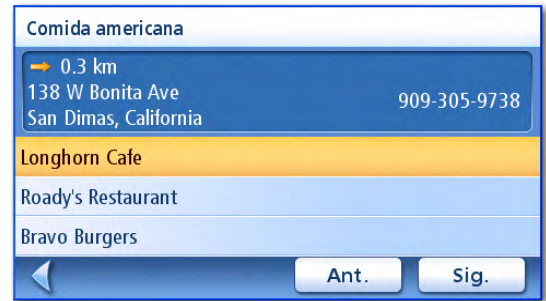 Comida americana
0.3 km
138 W Bonita Ave
909-305-9738
San Dimas, California
Longhorn Cafe
Roady's Restaurant
Bravo Burgers
Ant.
Sig.